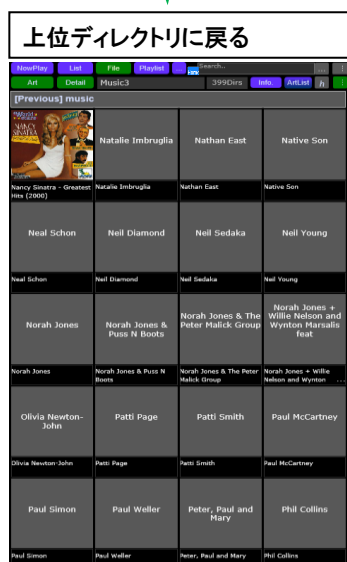 上位ディレクトリに戻る
NowPlay List File Playlist ... Search.. ...
Art Detail Music3 399Dirs Info. ArtList
[Previous] music
NANCY SINATRA
Natalie Imbruglia
Nathan East
Native Son
Nancy Sinatra - Greatest Hits (2000)
Natalie Imbruglia
Nathan East
Native Son
Neal Schon
Neil Diamond
Neil Sedaka
Neil Young
Neal Schon
Neil Diamond
Neil Sedaka
Neil Young
Norah Jones
Norah Jones &
Puss N Boots
Norah Jones & The
Peter Malick Group
Norah Jones +
Willie Nelson and
Wynton Marsalis
feat
Norah Jones
Norah Jones & Puss N
Boots
Norah Jones & The Peter
Malick Group
Norah Jones + Willie
Nelson and Wynton ...
Olivia Newton-
John
Patti Page
Patti Smith
Paul McCartney
Olivia Newton-John
Patti Page
Patti Smith
Paul McCartney
Paul Simon
Paul Weller
Peter, Paul and
Mary
Phil Collins
Paul Simon
Paul Weller
Peter, Paul and Mary
Phil Collins